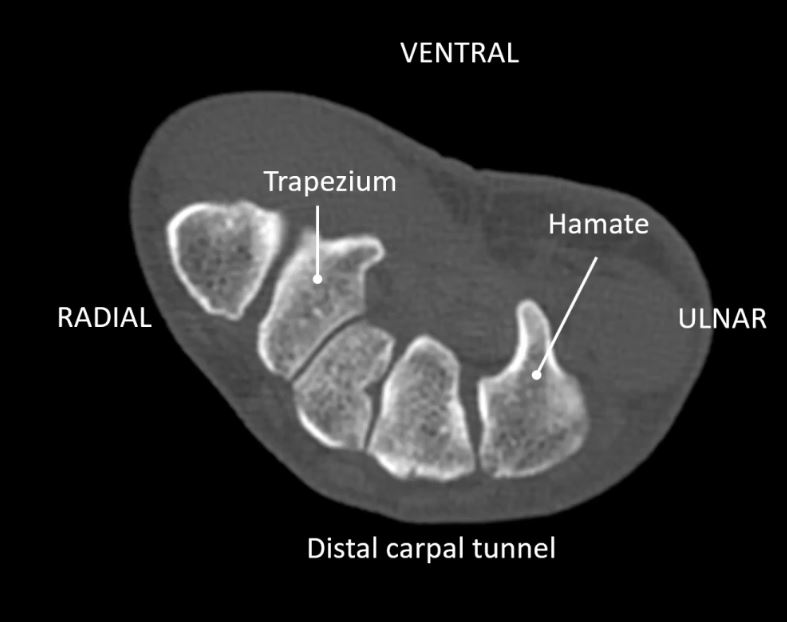 VENTRAL
Trapezium
Hamate
RADIAL
ULNAR
Distal carpal tunnel